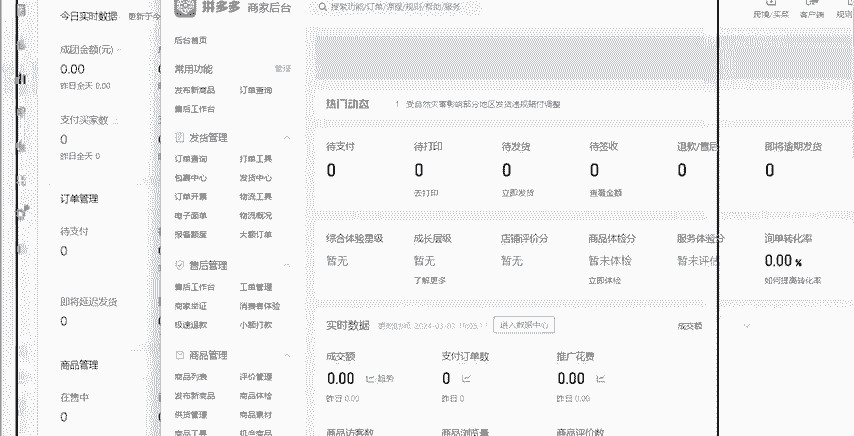 今日实时数据 更新于今
成团金额(元)
0.00
昨日全天 0.00
支付买家数
0
昨日全天 0
订单管理
待支付
0
即将延迟发货
0
商品管理
在售中
0
拼多多 商家后台
搜索功能/订单/课程/规则/帮助/服务
跨境/买菜 客户端 规则
后台首页
常用功能 管理
发布新商品 订单查询
售后工作台
发货管理
订单查询 打单工具
包裹中心 发货中心
订单开票 物流工具
电子面单 物流概况
报备额度 大额订单
售后管理
售后工作台 工单管理
商家举证 消费者体验
极速退款 小额打款
商品管理
商品列表 评价管理
发布新商品 商品体检
供货管理 商品素材
商品工具 机会商品
热门动态 1 受自然灾害影响部分地区发货违规赔付调整
待支付 待打印 待发货 待签收 退款/售后 即将逾期发货
0 0 0 0 0 0
去打印 立即发货 查看金额
综合体验星级 成长层级 店铺评价分 商品体检分 服务体验分 询单转化率
暂无 暂无 暂无 暂未体检 暂未评估 0.00 %
了解更多 立即体检 如何提高转化率
实时数据 进入数据中心 成交额
成交额 支付订单数 推广花费
0.00 趋势 0 0.00
昨日 0.00 昨日 0 昨日 0.00
商品访客数 商品浏览量 商品评价数